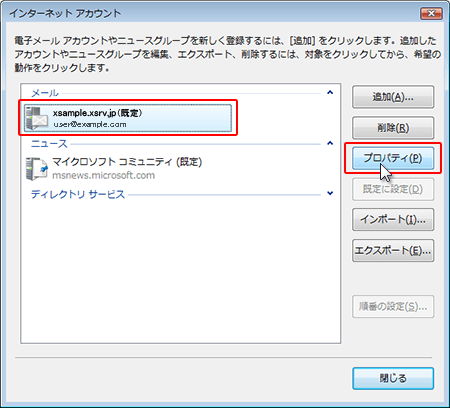 インターネット アカウント
電子メール アカウントやニュースグループを新しく登録するには、[追加] をクリックします。追加した
アカウントやニュースグループを編集、エクスポート、削除するには、対象をクリックしてから、希望の
動作をクリックします。
メール
xsample.xsrv.jp(既定)
user@example.com
ニュース
マイクロソフト コミュニティ (既定)
msnews.microsoft.com
ディレクトリ サービス
追加(A)...
削除(R)
プロパティ(P)
既定に設定(D)
インポート(I)...
エクスポート(E)...
順番の設定(S)...
閉じる